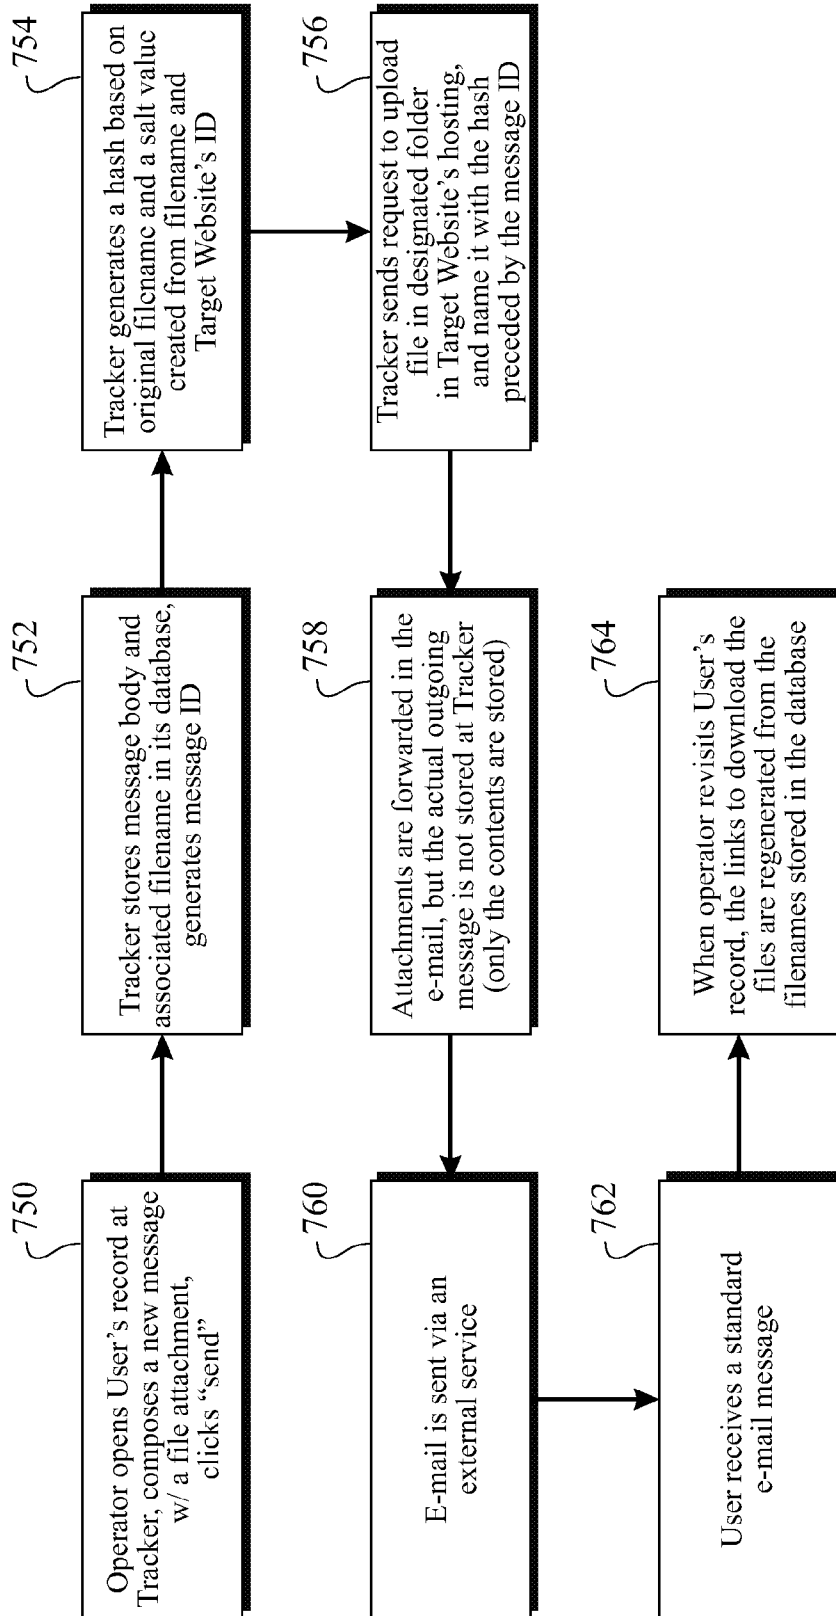 750
Operator opens User's record at
Tracker, composes a new message
w/ a file attachment,
clicks “send”
752
Tracker stores message body and
associated filename in its database,
generates message ID
754
Tracker generates a hash based on
original filename and a salt value
created from filename and
Target Website's ID
756
Tracker sends request to upload
file in designated folder
in Target Website's hosting,
and name it with the hash
preceded by the message ID
758
Attachments are forwarded in the
e-mail, but the actual outgoing
message is not stored at Tracker
(only the contents are stored)
760
E-mail is sent via an
external service
762
User receives a standard
e-mail message
764
When operator revisits User's
record, the links to download the
files are regenerated from the
filenames stored in the database